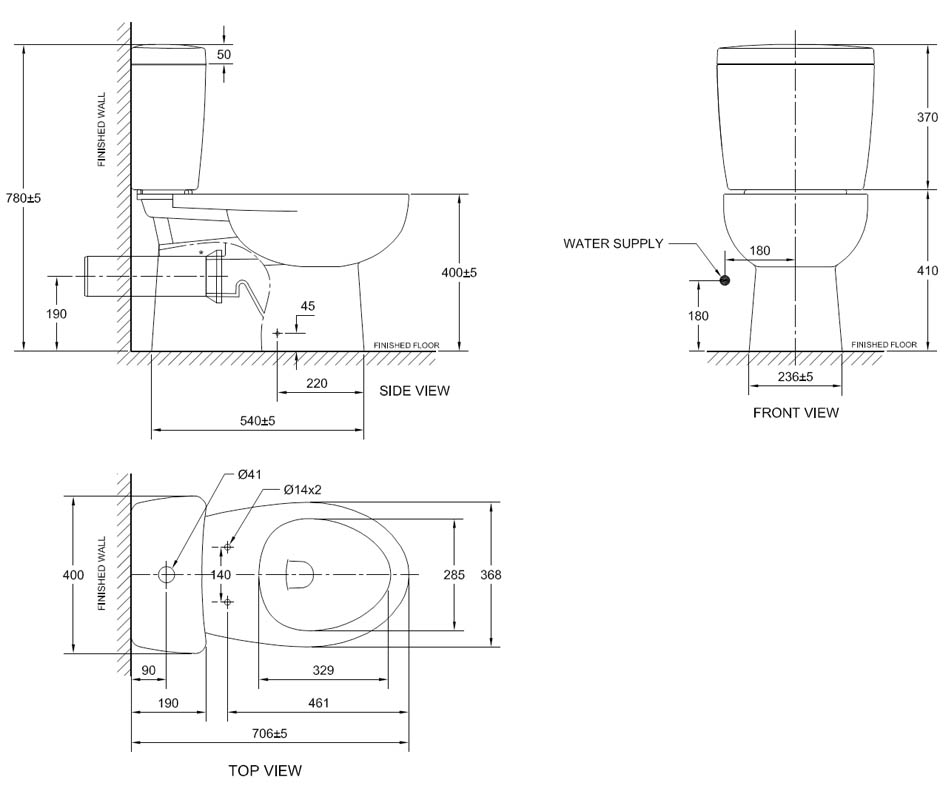 50
FINISHED WALL
780±5
400±5
190
45
FINISHED FLOOR
220
SIDE VIEW
540±5
370
WATER SUPPLY
180
410
180
FINISHED FLOOR
236±5
FRONT VIEW
Ø41
Ø14x2
FINISHED WALL
400
140
285
368
90
329
190
461
706±5
TOP VIEW